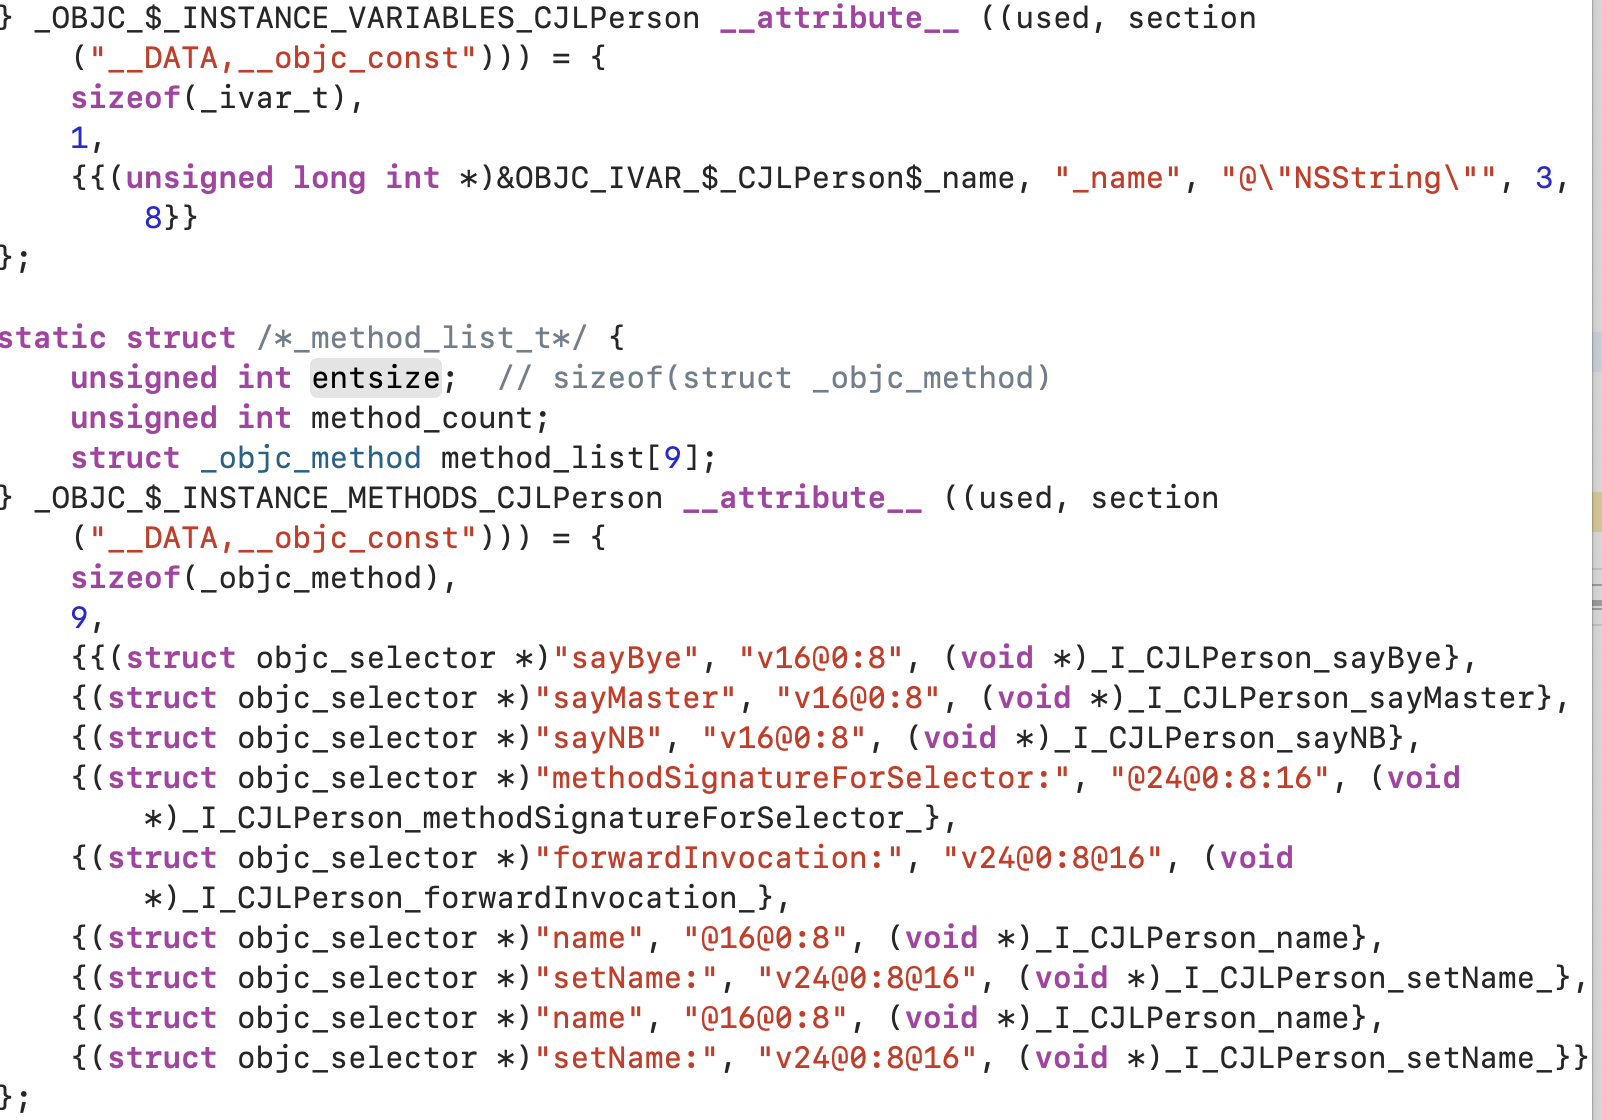 } _OBJC_$_INSTANCE_VARIABLES_CJLPerson __attribute__ ((used, section
("__DATA,__objc_const"))) = {
sizeof(_ivar_t),
1,
{{(unsigned long int *)&OBJC_IVAR_$_CJLPerson$_name, "_name", "@\"NSString\"", 3,
8}}
};
static struct /*_method_list_t*/ {
unsigned int entsize;  // sizeof(struct _objc_method)
unsigned int method_count;
struct _objc_method method_list[9];
} _OBJC_$_INSTANCE_METHODS_CJLPerson __attribute__ ((used, section
("__DATA,__objc_const"))) = {
sizeof(_objc_method),
9,
{{(struct objc_selector *)"sayBye", "v16@0:8", (void *)_I_CJLPerson_sayBye},
{(struct objc_selector *)"sayMaster", "v16@0:8", (void *)_I_CJLPerson_sayMaster},
{(struct objc_selector *)"sayNB", "v16@0:8", (void *)_I_CJLPerson_sayNB},
{(struct objc_selector *)"methodSignatureForSelector:", "@24@0:8:16", (void
*)_I_CJLPerson_methodSignatureForSelector_},
{(struct objc_selector *)"forwardInvocation:", "v24@0:8@16", (void
*)_I_CJLPerson_forwardInvocation_},
{(struct objc_selector *)"name", "@16@0:8", (void *)_I_CJLPerson_name},
{(struct objc_selector *)"setName:", "v24@0:8@16", (void *)_I_CJLPerson_setName_},
{(struct objc_selector *)"name", "@16@0:8", (void *)_I_CJLPerson_name},
{(struct objc_selector *)"setName:", "v24@0:8@16", (void *)_I_CJLPerson_setName_}}
};